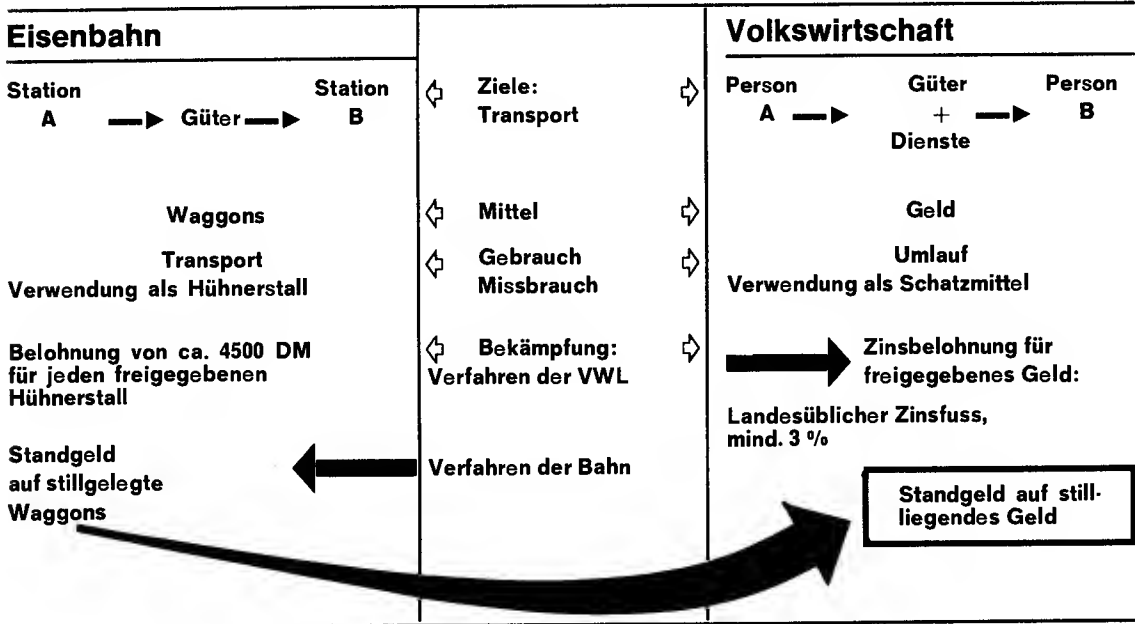 Eisenbahn
Station
A
Güter
Station
B
Waggons
Transport
Verwendung als Hühnerstall
Belohnung von ca. 4500 DM
für jeden freigegebenen
Hühnerstall
Standgeld
auf stillgelegte
Waggons
Ziele:
Transport
Mittel
Gebrauch
Missbrauch
Bekämpfung:
Verfahren der VWL
Verfahren der Bahn
Volkswirtschaft
Person
A
Güter
+
Dienste
Person
B
Geld
Umlauf
Verwendung als Schatzmittel
Zinsbelohnung für
freigegebenes Geld:
Landesüblicher Zinsfuss,
mind. 3 %
Standgeld auf still-
liegendes Geld